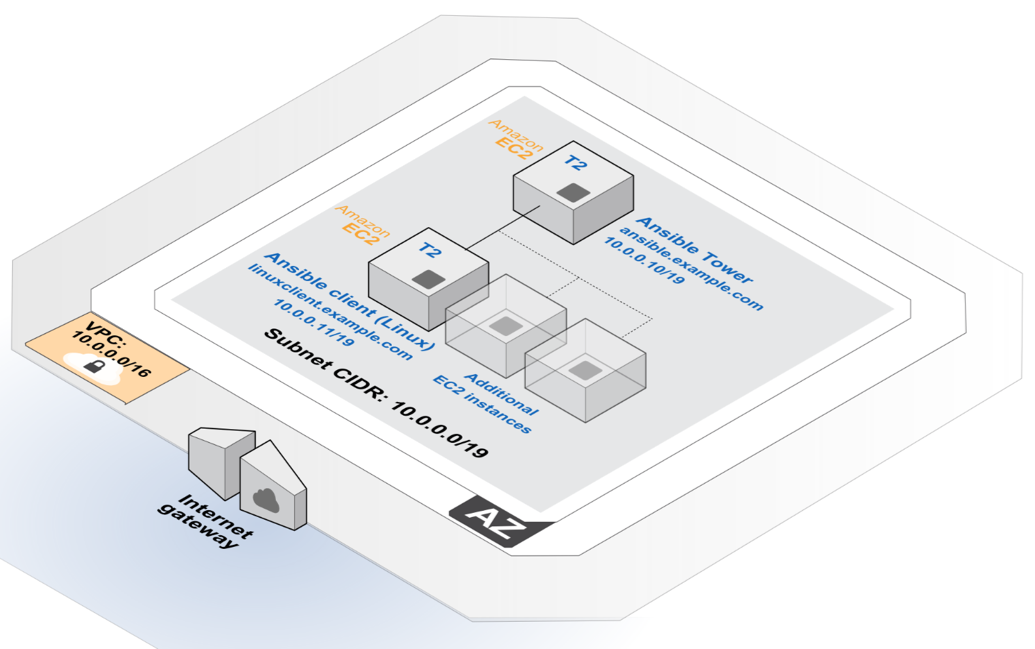 Amazon
EC2
T2
Ansible Tower
ansible.example.com
10.0.0.10/19
Amazon
EC2
T2
Ansible client (Linux)
linuxclient.example.com
10.0.0.11/19
Additional
EC2 instances
Subnet CIDR: 10.0.0.0/19
VPC:
10.0.0.0/16
Internet
gateway
AZ